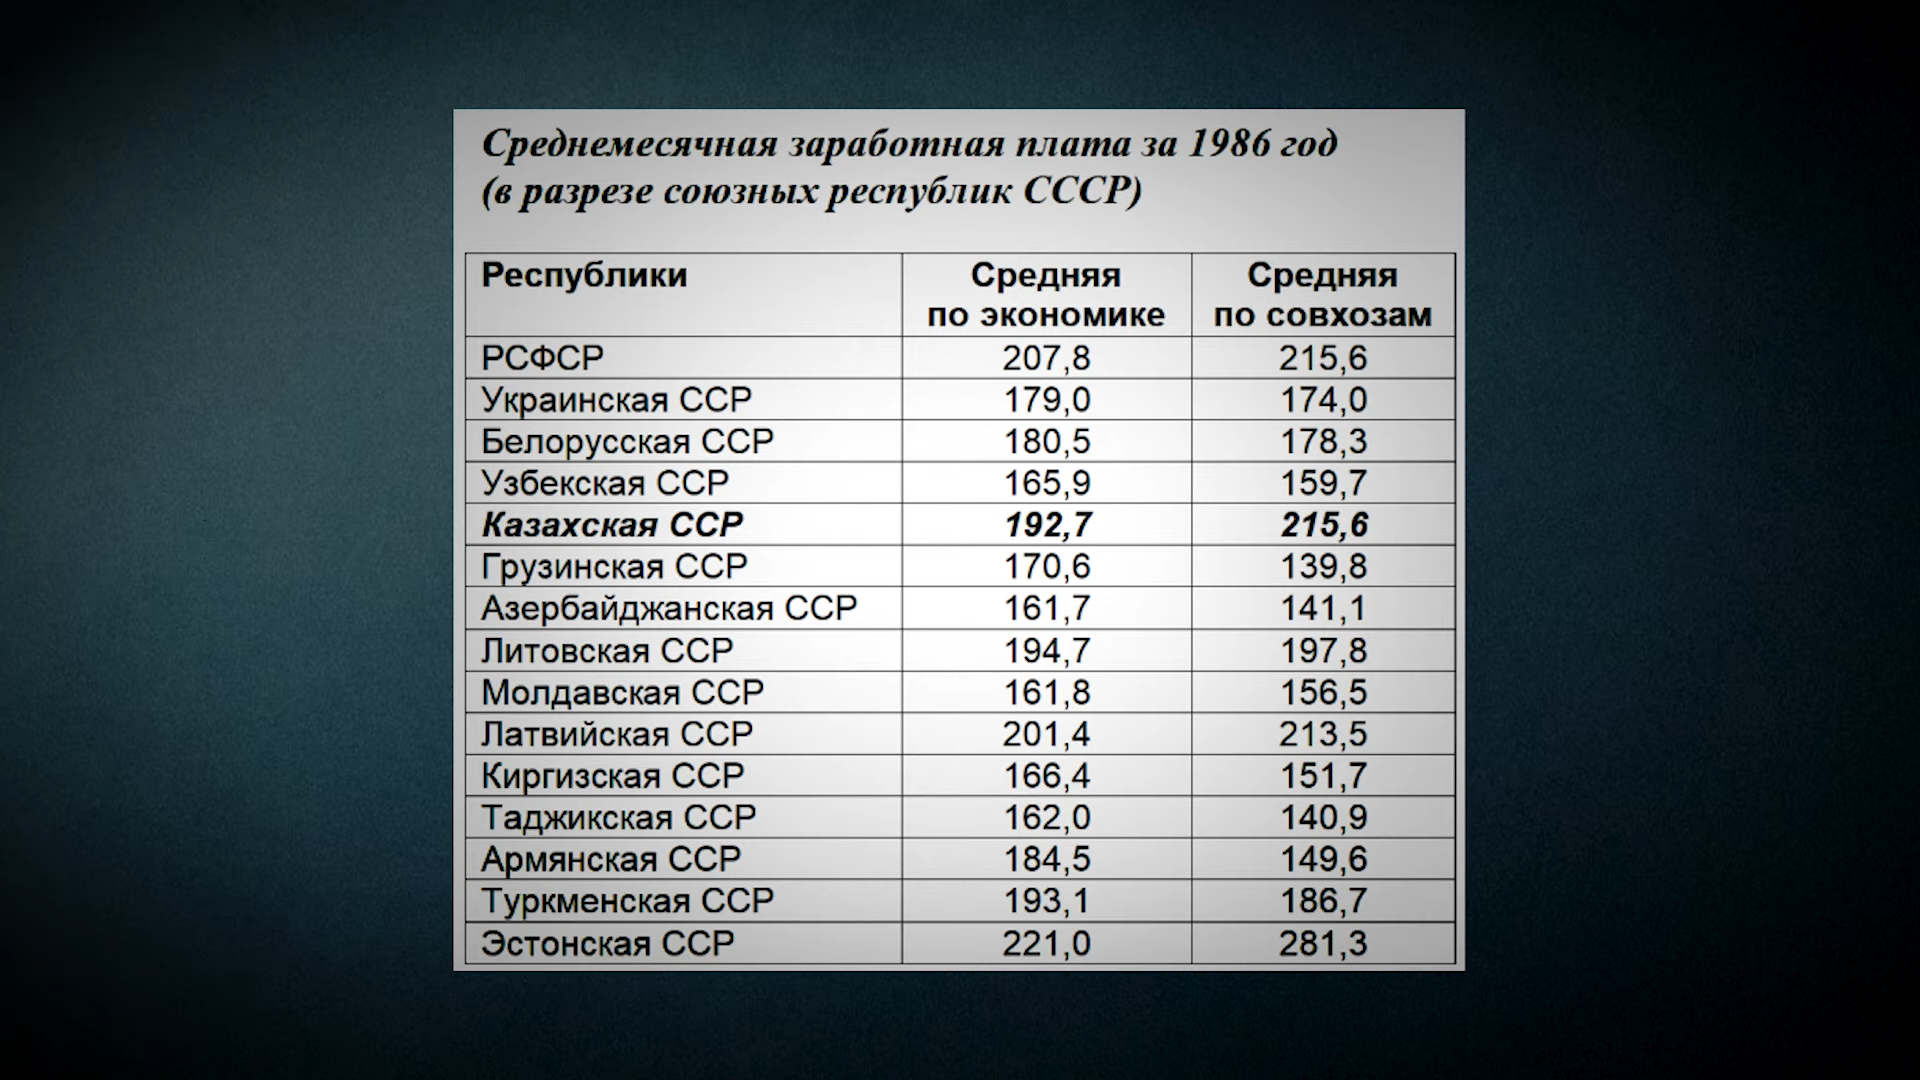 Среднемесячная заработная плата за 1986 год
(в разрезе союзных республик СССР)
Республики Средняя по экономике Средняя по совхозам
РСФСР 207,8 215,6
Украинская ССР 179,0 174,0
Белорусская ССР 180,5 178,3
Узбекская ССР 165,9 159,7
Казахская ССР 192,7 215,6
Грузинская ССР 170,6 139,8
Азербайджанская ССР 161,7 141,1
Литовская ССР 194,7 197,8
Молдавская ССР 161,8 156,5
Латвийская ССР 201,4 213,5
Киргизская ССР 166,4 151,7
Таджикская ССР 162,0 140,9
Армянская ССР 184,5 149,6
Туркменская ССР 193,1 186,7
Эстонская ССР 221,0 281,3